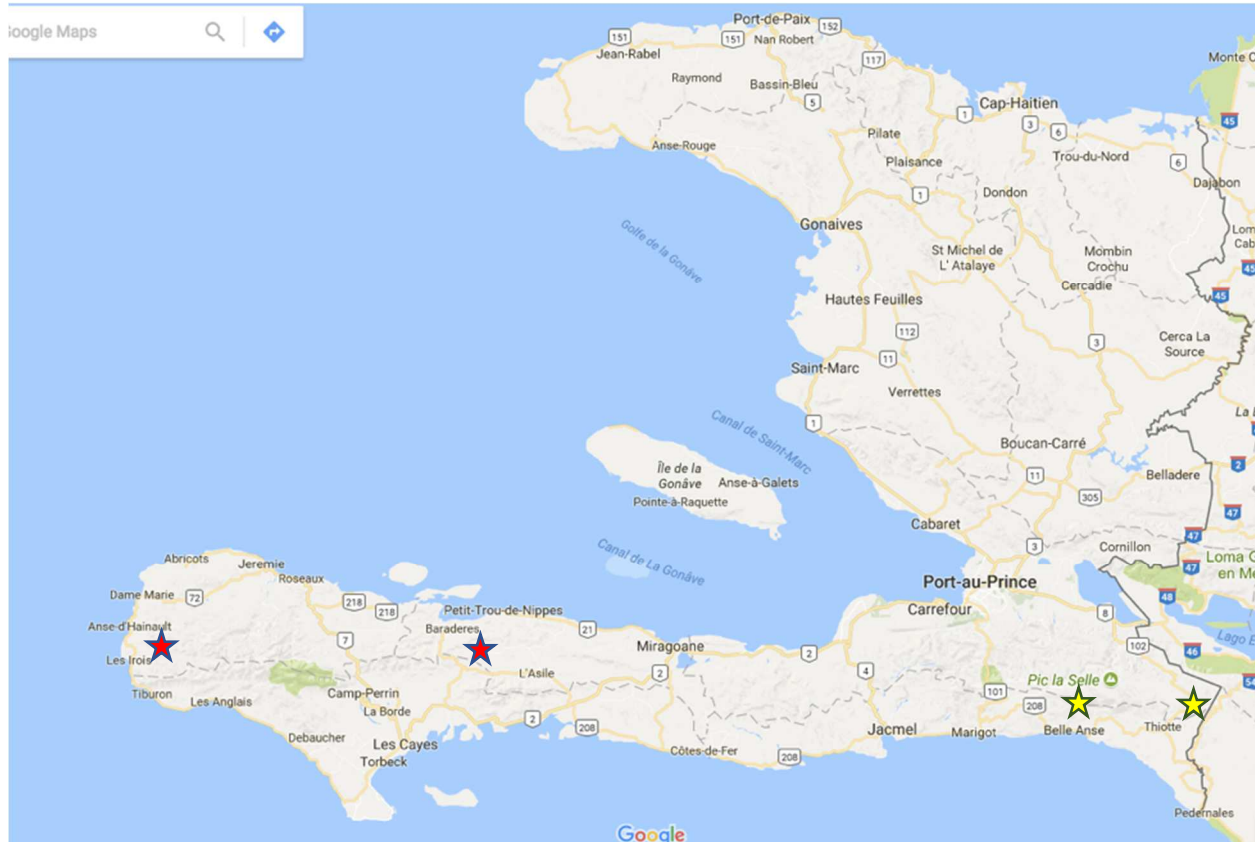 Google Maps
Port-de-Paix
152
151
151
Nan Robert
Jean-Rabel
117
Raymond
Bassin-Bleu
5
Cap-Haitien
1
3
6
45
Anse-Rouge
Pilate
Plaisance
Trou-du-Nord
6
Dajabon
1
Dondon
Gonaives
Golfe de la Gonâve
St Michel de
L' Atalaye
Mombin
Crochu
45
Cercadie
45
Hautes Feuilles
112
3
Cerca La
Source
11
Saint-Marc
Verrettes
1
Canal de Saint-Marc
Boucan-Carré
Île de la
Gonâve
Anse-à-Galets
Pointe-à-Raquette
11
Belladere
2
305
47
Cabaret
47
3
Cornillon
Canal de La Gonâve
47
Abricots
Jeremie
Roseaux
Port-au-Prince
Carrefour
48
Dame Marie
72
218
218
Petit-Trou-de-Nippes
8
Anse-d'Hainault
Baraderes
21
7
Miragoane
2
102
46
Les Irois
L'Asile
2
4
Pic la Selle
54
Tiburon
Les Anglais
Camp-Perrin
La Borde
101
208
2
208
Jacmel
Marigot
Belle Anse
Thiotte
Debaucher
Les Cayes
Torbeck
Côtes-de-Fer
208
Pedernales
Google